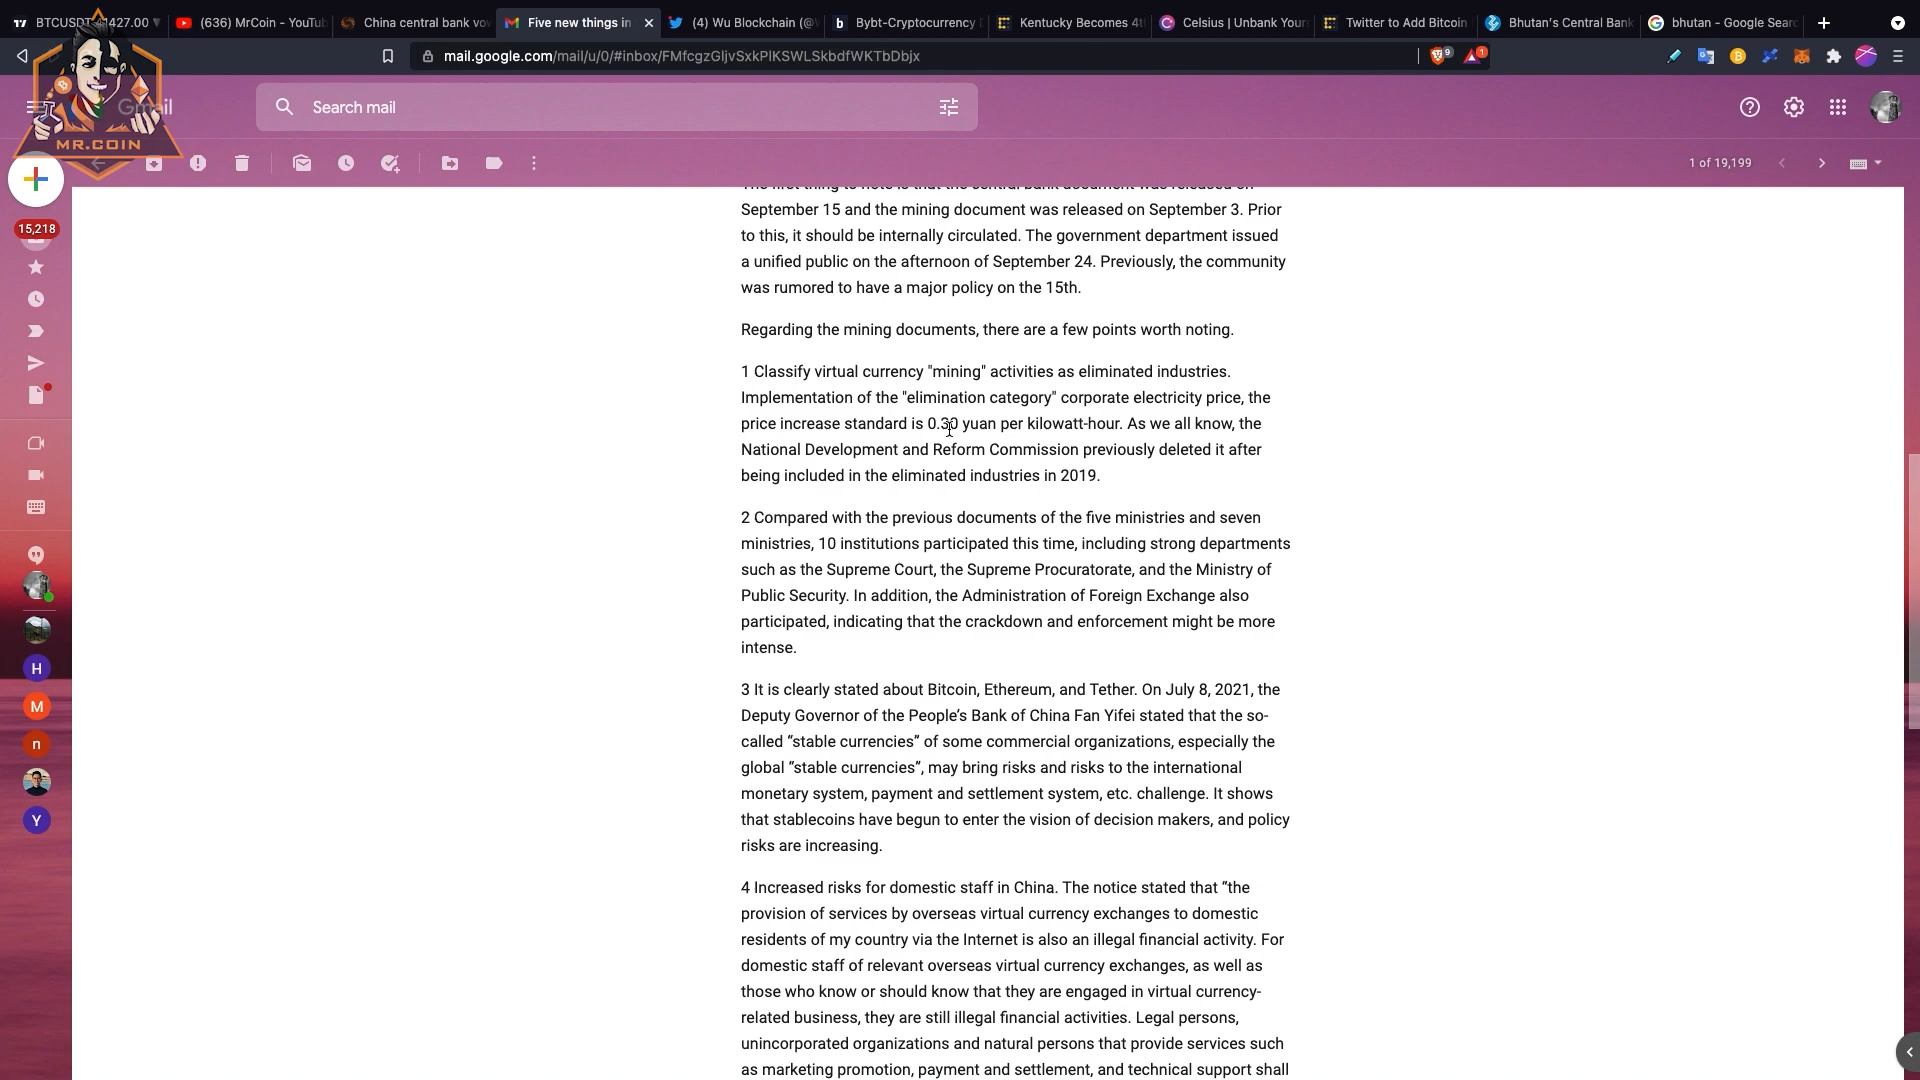 BTCUSDT 41427.00
(636) MrCoin - YouTub
China central bank vo
Five new things in
(4) Wu Blockchain (@
Bybt-Cryptocurrency
Kentucky Becomes 4t
Celsius | Unbank Your
Twitter to Add Bitcoin
Bhutan's Central Bank
bhutan - Google Sear
mail.google.com/mail/u/0/#inbox/FMfcgzGljvSxkPlKSWLSkbdfWKTbDbjx
9
1
Gmail
Search mail
MR.COIN
1 of 19,199
15,218
The first thing to note is that the central bank document was released on
September 15 and the mining document was released on September 3. Prior
to this, it should be internally circulated. The government department issued
a unified public on the afternoon of September 24. Previously, the community
was rumored to have a major policy on the 15th.
Regarding the mining documents, there are a few points worth noting.
1 Classify virtual currency "mining" activities as eliminated industries.
Implementation of the "elimination category" corporate electricity price, the
price increase standard is 0.30 yuan per kilowatt-hour. As we all know, the
National Development and Reform Commission previously deleted it after
being included in the eliminated industries in 2019.
2 Compared with the previous documents of the five ministries and seven
ministries, 10 institutions participated this time, including strong departments
such as the Supreme Court, the Supreme Procuratorate, and the Ministry of
Public Security. In addition, the Administration of Foreign Exchange also
participated, indicating that the crackdown and enforcement might be more
intense.
3 It is clearly stated about Bitcoin, Ethereum, and Tether. On July 8, 2021, the
Deputy Governor of the People’s Bank of China Fan Yifei stated that the so-
called “stable currencies” of some commercial organizations, especially the
global “stable currencies”, may bring risks and risks to the international
monetary system, payment and settlement system, etc. challenge. It shows
that stablecoins have begun to enter the vision of decision makers, and policy
risks are increasing.
4 Increased risks for domestic staff in China. The notice stated that “the
provision of services by overseas virtual currency exchanges to domestic
residents of my country via the Internet is also an illegal financial activity. For
domestic staff of relevant overseas virtual currency exchanges, as well as
those who know or should know that they are engaged in virtual currency-
related business, they are still illegal financial activities. Legal persons,
unincorporated organizations and natural persons that provide services such
as marketing promotion, payment and settlement, and technical support shall
H
M
n
Y